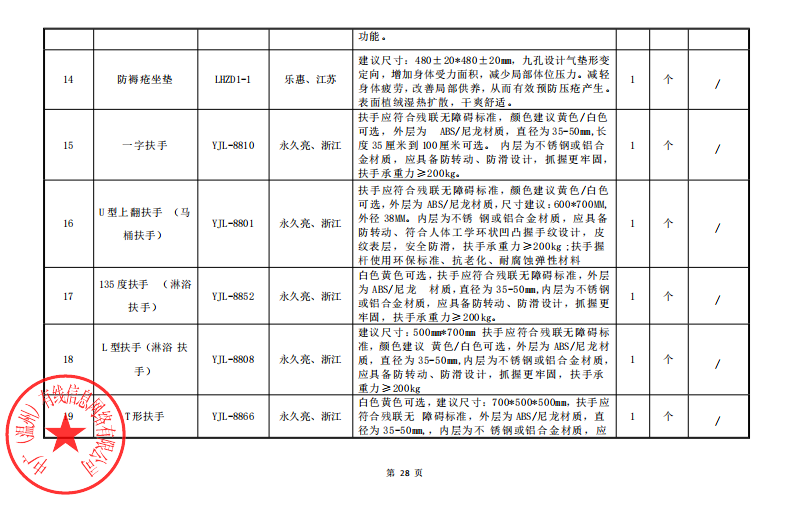 功能。
14 防褥疮坐垫 LHZD1-1 乐惠、江苏 1 个 /
建议尺寸：480±20*480±20mm，九孔设计气垫形变
定向，增加身体受力面积，减少局部体位压力。减轻
身体疲劳，改善局部供养，从而有效预防压疮产生。
表面植绒湿热扩散，干爽舒适。
15 一字扶手 YJL-8810 永久亮、浙江 1 个 /
扶手应符合残联无障碍标准，颜色建议黄色/白色
可选，外层为 ABS/尼龙材质，直径为35-50mm,长
度35厘米到100厘米可选。 内层为不锈钢或铝合
金材质，应具备防转动、防滑设计，抓握更牢固，
扶手承重力≥200kg。
16 U型上翻扶手 （马
桶扶手） YJL-8801 永久亮、浙江 1 个 /
扶手应符合残联无障碍标准，颜色建议黄色/白色
可选，外层为ABS/尼龙材质,尺寸建议:600*700MM,
外径38MM。内层为不锈 钢或铝合金材质，应具备
防转动、符合人体工学环状凹凸握手纹设计，皮
纹表层，安全防滑，扶手承重力≥200kg ;扶手握
杆使用环保标准、抗老化、耐腐蚀弹性材料
17 135度扶手 （淋浴
扶手） YJL-8852 永久亮、浙江 1 个 /
白色黄色可选，扶手应符合残联无障碍标准，外层
为ABS/尼龙 材质,直径为35-50mm,内层为不锈钢
或铝合金材质，应具备防转动、防滑设计，抓握更
牢固，扶手承重力≥200kg。
18 L型扶手（淋浴 扶
手） YJL-8808 永久亮、浙江 1 个 /
建议尺寸：500mm*700mm 扶手应符合残联无障碍标
准，颜色建议 黄色/白色可选，外层为ABS/尼龙材
质，直径为35-50mm,内层为不锈钢或铝合金材质，
应具备防转动、防滑设计，抓握更牢固，扶手承
重力≥200kg
19 T形扶手 YJL-8866 永久亮、浙江 1 个 /
白色黄色可选，建议尺寸：700*500*500mm，扶手应
符合残联无 障碍标准，外层为ABS/尼龙材质，直
径为35-50mm,，内层为不 锈钢或铝合金材质，应
中广（温州）有线信息网络有限公司
第 28 页